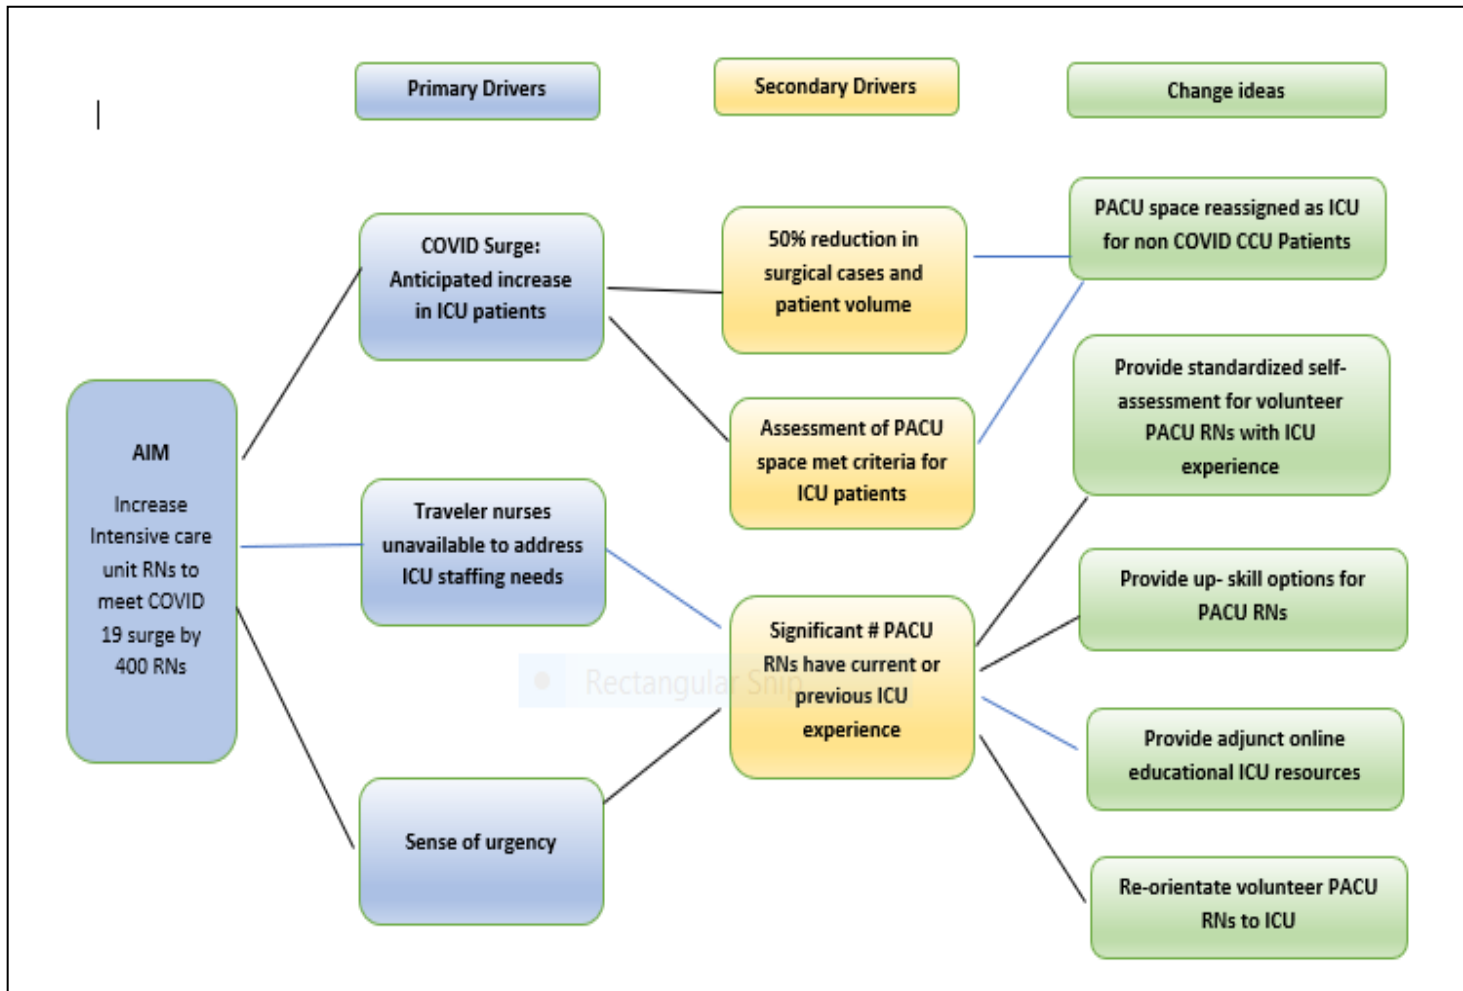 Primary Drivers
Secondary Drivers
Change ideas
AIM
Increase
Intensive care
unit RNs to
meet COVID
19 surge by
400 RNs
COVID Surge:
Anticipated increase
in ICU patients
Traveler nurses
unavailable to address
ICU staffing needs
Sense of urgency
50% reduction in
surgical cases and
patient volume
Assessment of PACU
space met criteria for
ICU patients
Significant # PACU
RNs have current or
previous ICU
experience
Rectangular Snip
PACU space reassigned as ICU
for non COVID CCU Patients
Provide standardized self-
assessment for volunteer
PACU RNs with ICU
experience
Provide up- skill options for
PACU RNs
Provide adjunct online
educational ICU resources
Re-orientate volunteer PACU
RNs to ICU